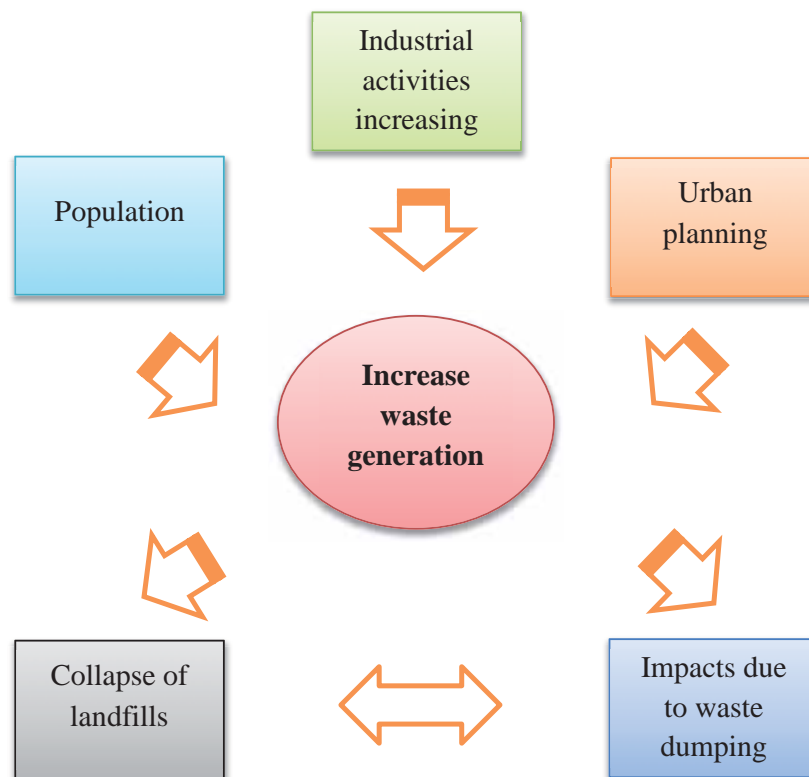 Industrial
activities
increasing
Population
Urban
planning
Increase
waste
generation
Collapse of
landfills
Impacts due
to waste
dumping